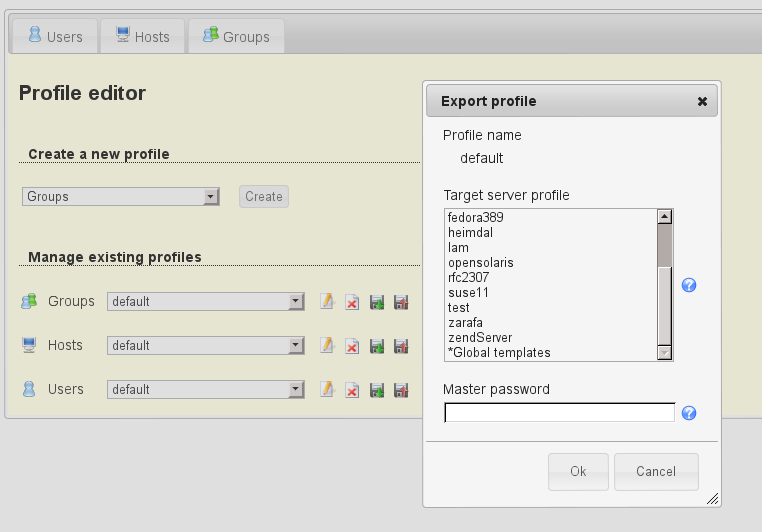 Users
Hosts
Groups
Profile editor
Create a new profile
Groups
Create
Manage existing profiles
Groups
default
Hosts
default
Users
default
Export profile
Profile name
default
Target server profile
fedora389
heimdal
lam
opensolaris
rfc2307
suse11
test
zarafa
zendServer
*Global templates
Master password
Ok
Cancel